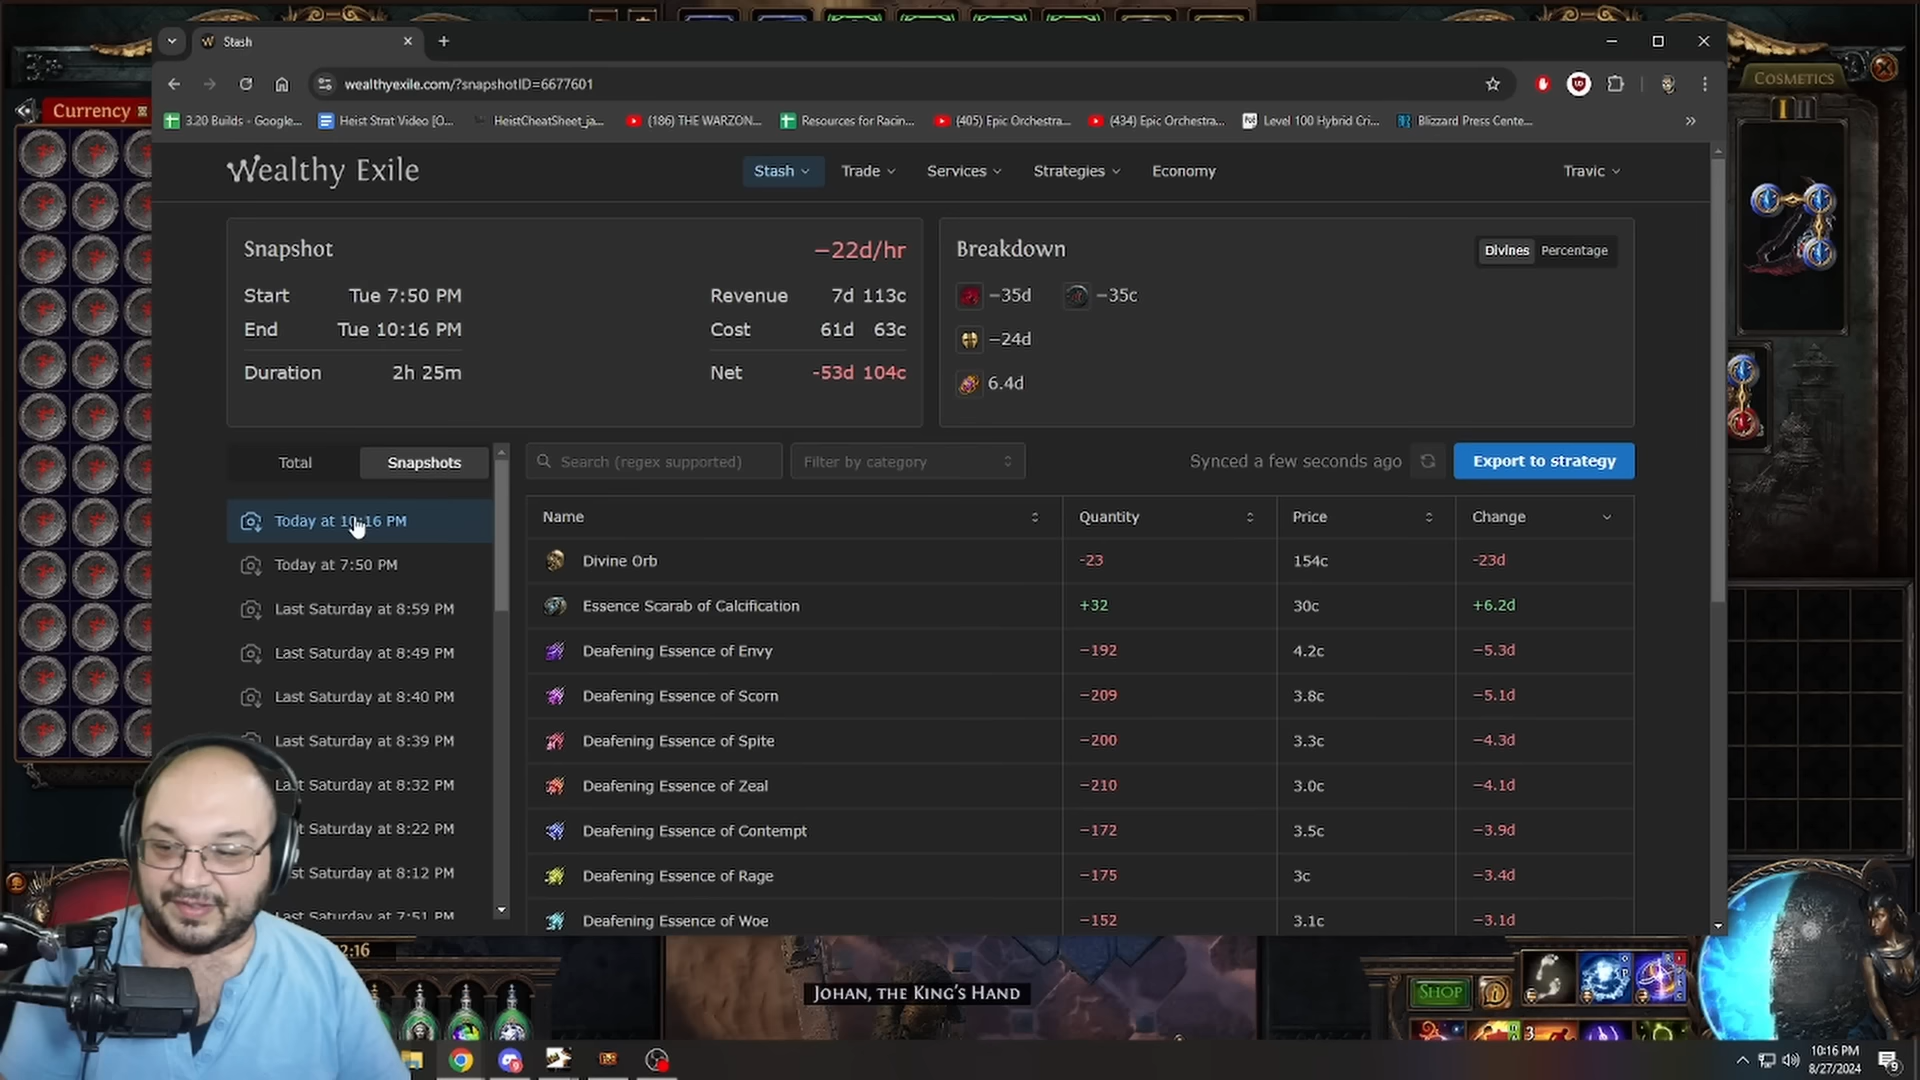 Stash
COSMETICS
wealthyexile.com/?snapshotID=6677601
Currency
3.20 Builds - Google...
Heist Strat Video [O...
HeistCheatSheet_ja...
(186) THE WARZON...
Resources for Racin...
(405) Epic Orchestra...
(434) Epic Orchestra...
Level 100 Hybrid Cri...
Blizzard Press Cente...
»
Wealthy Exile
Stash
Trade
Services
Strategies
Economy
Travic
Snapshot
−22d/hr
Start Tue 7:50 PM
End Tue 10:16 PM
Duration 2h 25m
Revenue 7d 113c
Cost 61d 63c
Net -53d 104c
Breakdown
Divines Percentage
−35d −35c
−24d
6.4d
Total
Snapshots
Search (regex supported)
Filter by category
Synced a few seconds ago
Export to strategy
Today at 10:16 PM
Today at 7:50 PM
Last Saturday at 8:59 PM
Last Saturday at 8:49 PM
Last Saturday at 8:40 PM
Last Saturday at 8:39 PM
Last Saturday at 8:32 PM
st Saturday at 8:22 PM
st Saturday at 8:12 PM
st Saturday at 7:51 PM
Name Quantity Price Change
Divine Orb -23 154c -23d
Essence Scarab of Calcification +32 30c +6.2d
Deafening Essence of Envy −192 4.2c −5.3d
Deafening Essence of Scorn −209 3.8c −5.1d
Deafening Essence of Spite −200 3.3c −4.3d
Deafening Essence of Zeal −210 3.0c −4.1d
Deafening Essence of Contempt −172 3.5c −3.9d
Deafening Essence of Rage −175 3c −3.4d
Deafening Essence of Woe −152 3.1c −3.1d
2:16
JOHAN, THE KING'S HAND
SHOP
10:16 PM
8/27/2024